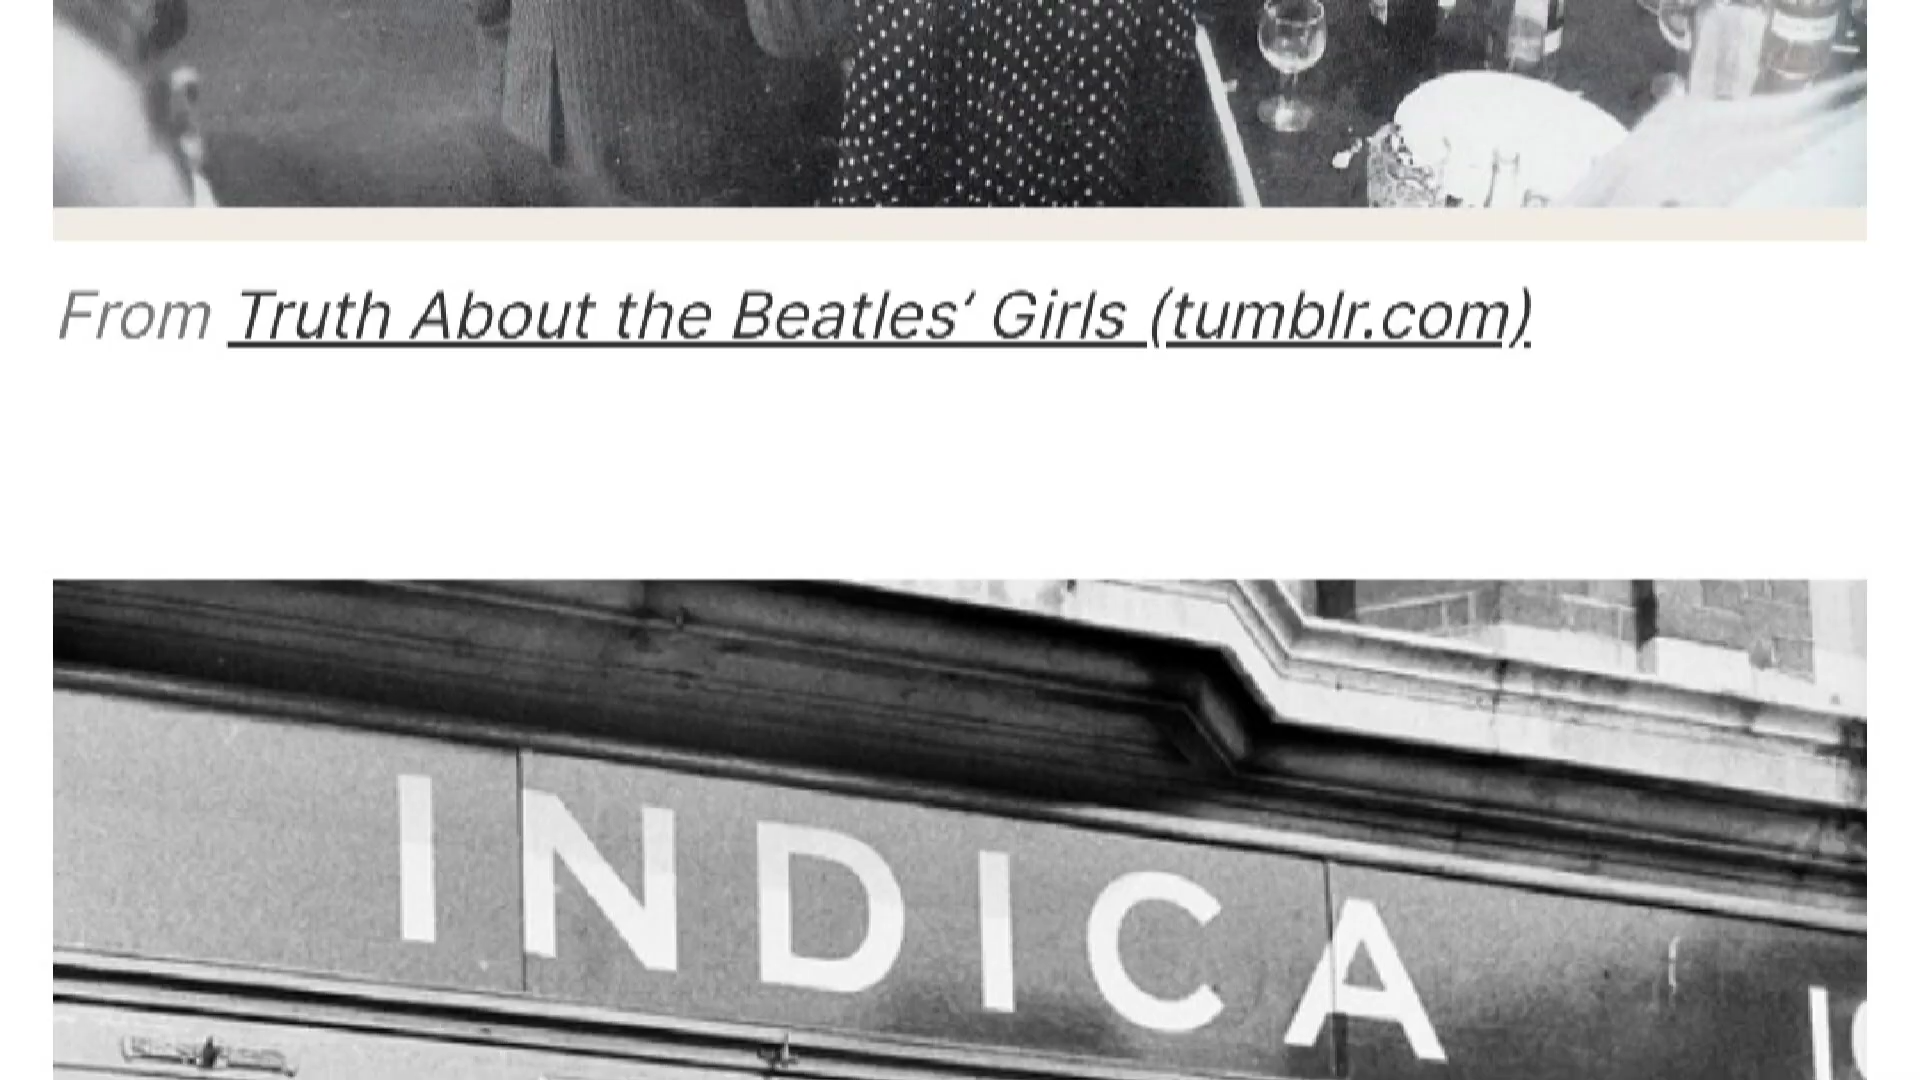 From Truth About the Beatles’ Girls (tumblr.com)
INDICA